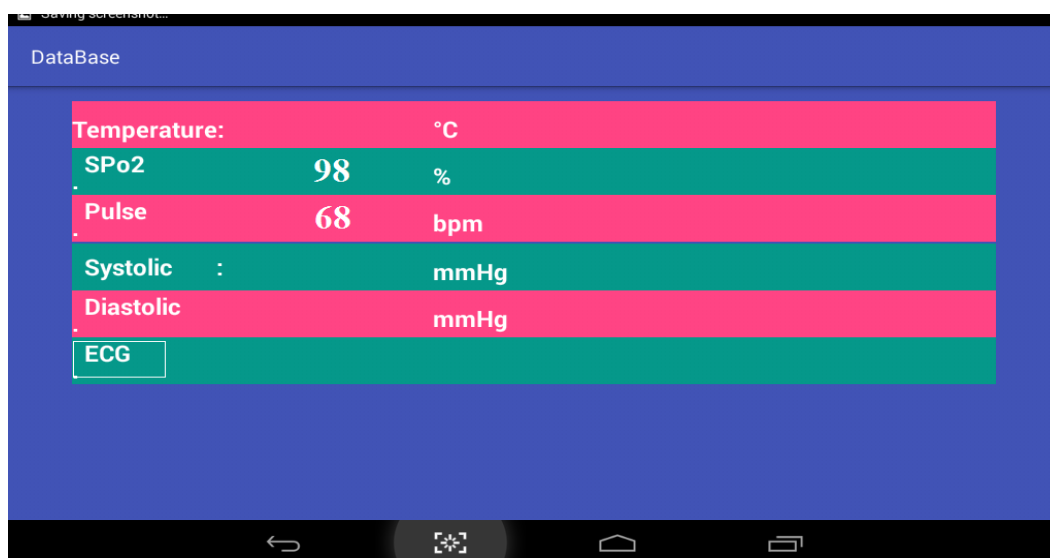 Saving screenshot...
DataBase
Temperature: °C
SPo2 98 %
.
Pulse 68 bpm
.
Systolic : mmHg
Diastolic mmHg
.
ECG
.